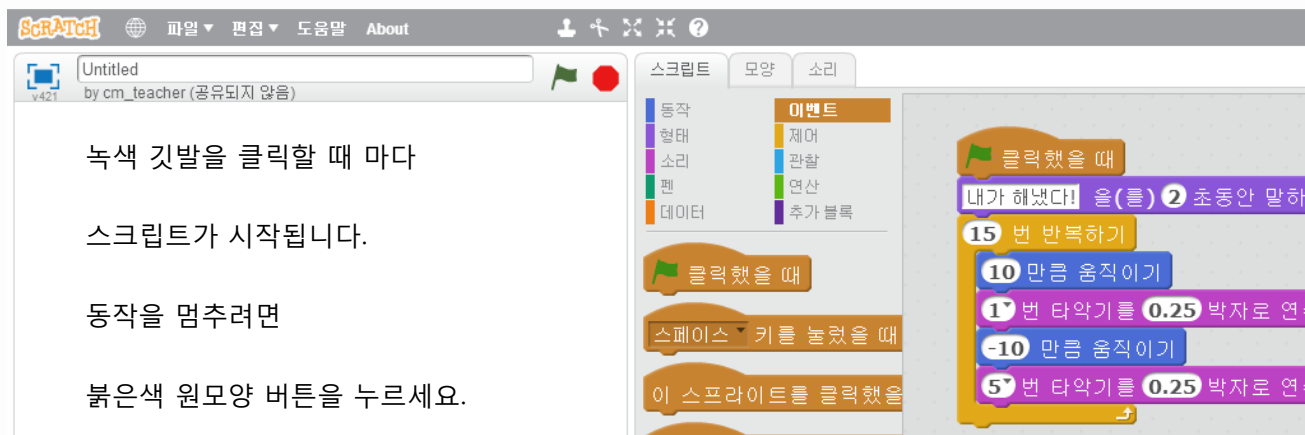 SCRATCH 파일 편집 도움말 About
Untitled
v421
by cm_teacher (공유되지 않음)
녹색 깃발을 클릭할 때 마다
스크립트가 시작됩니다.
동작을 멈추려면
붉은색 원모양 버튼을 누르세요.
스크립트 모양 소리
동작 이벤트
형태 제어
소리 관찰
펜 연산
데이터 추가 블록
클릭했을 때
스페이스 키를 눌렀을 때
이 스프라이트를 클릭했을
클릭했을 때
내가 해냈다! 을(를) 2 초동안 말하
15 번 반복하기
10 만큼 움직이기
1 번 타악기를 0.25 박자로
-10 만큼 움직이기
5 번 타악기를 0.25 박자로